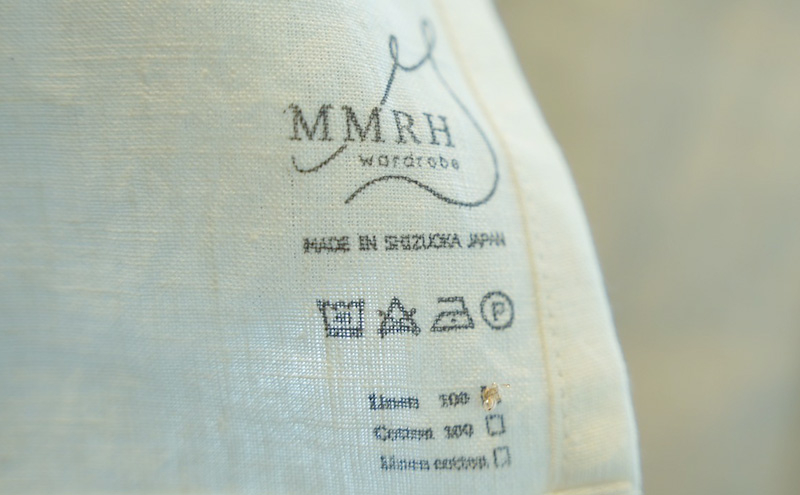 MMRH
wardrobe
MADE IN SHIZUOKA JAPAN
P
Linen 100
Cotton 100
Linen cotton